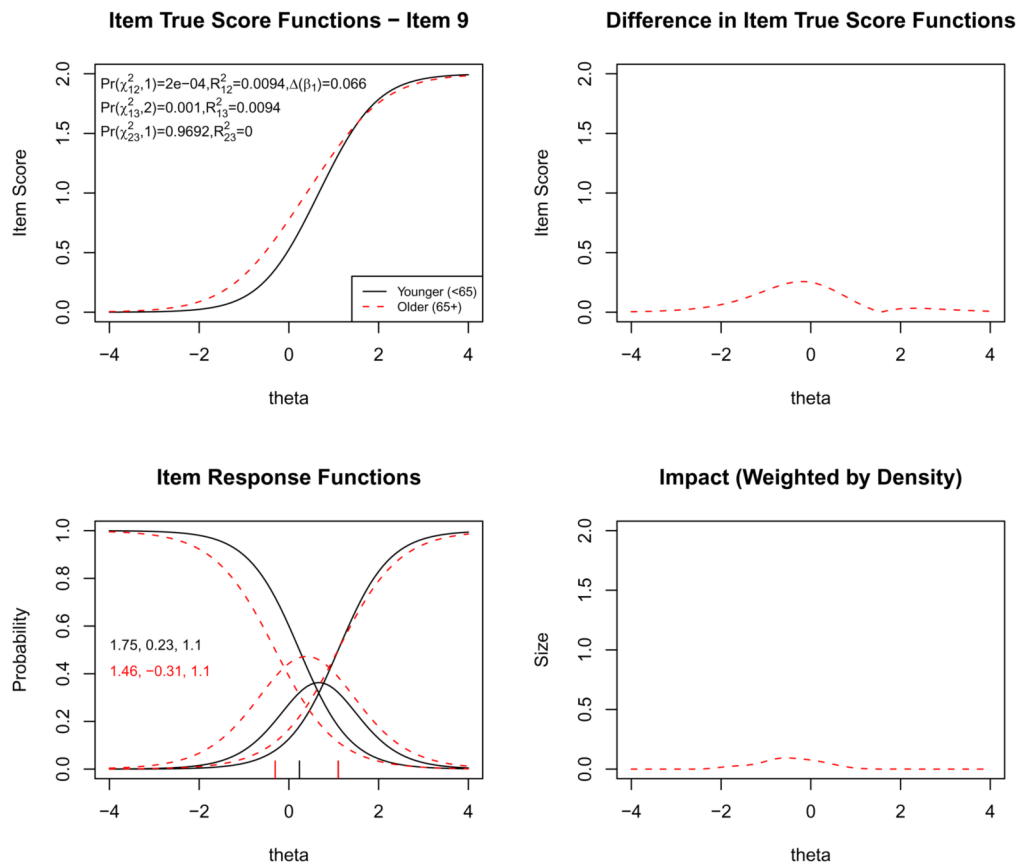 Item True Score Functions − Item 9
Pr(χ²₁₂,1)=2e−04,R²₁₂=0.0094,Δ(β₁)=0.066
Pr(χ²₁₃,2)=0.001,R²₁₃=0.0094
Pr(χ²₂₃,1)=0.9692,R²₂₃=0
Item Score
0.0 0.5 1.0 1.5 2.0
Younger (<65)
Older (65+)
−4 −2 0 2 4
theta
Difference in Item True Score Functions
Item Score
0.0 0.5 1.0 1.5 2.0
−4 −2 0 2 4
theta
Item Response Functions
Probability
0.0 0.2 0.4 0.6 0.8 1.0
1.75, 0.23, 1.1
1.46, −0.31, 1.1
−4 −2 0 2 4
theta
Impact (Weighted by Density)
Size
0.0 0.5 1.0 1.5 2.0
−4 −2 0 2 4
theta